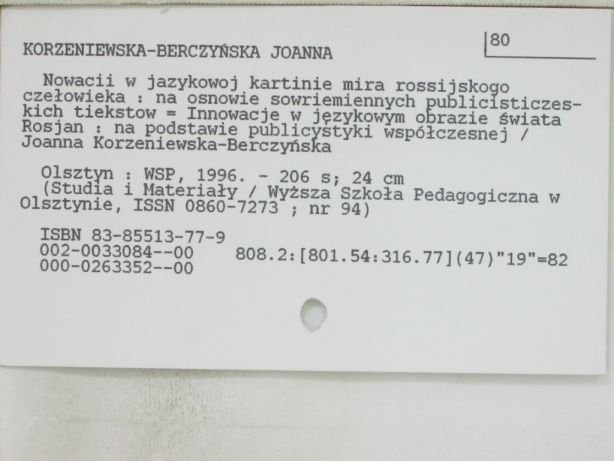 80
KORZENIEWSKA-BERCZYŃSKA JOANNA
Nowacii w jazykowoj kartinie mira rossijskogo
czełowieka : na osnowie sowriemiennych publicisticzes-
kich tiekstow = Innowacje w językowym obrazie świata
Rosjan : na podstawie publicystyki współczesnej /
Joanna Korzeniewska-Berczyńska
Olsztyn : WSP, 1996. - 206 s; 24 cm
(Studia i Materiały / Wyższa Szkoła Pedagogiczna w
Olsztynie, ISSN 0860-7273 ; nr 94)
ISBN 83-85513-77-9
002-0033084--00 808.2:[801.54:316.77](47)"19"=82
000-0263352--00